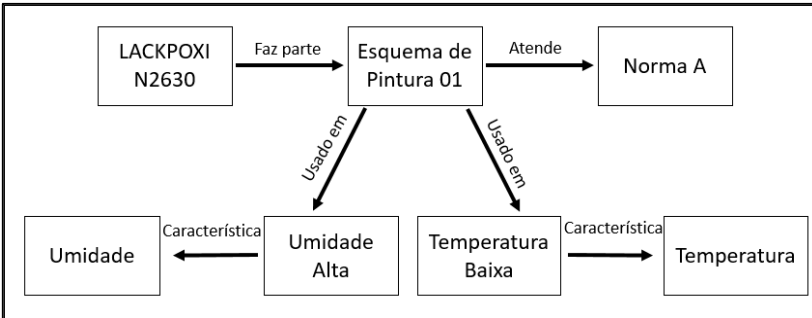 LACKPOXI
N2630
Faz parte
Esquema de
Pintura 01
Atende
Norma A
Usado em
Usado em
Umidade
Característica
Umidade
Alta
Temperatura
Baixa
Característica
Temperatura